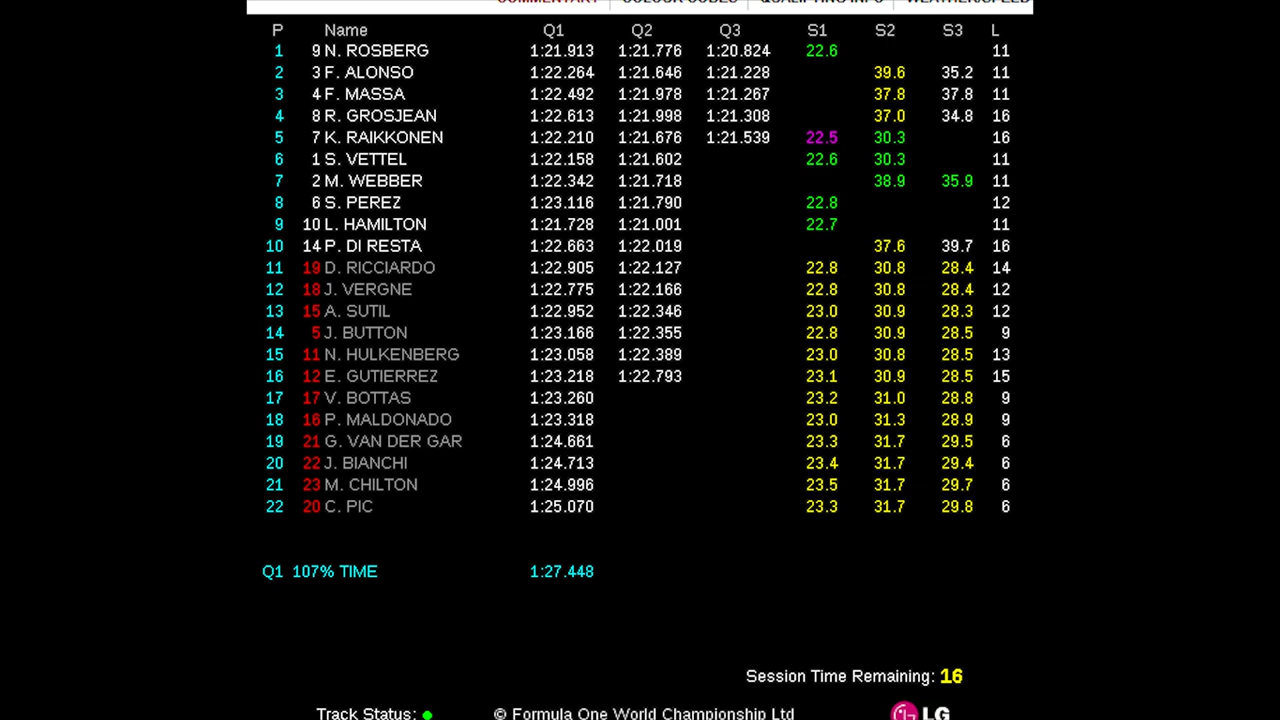 COMMENTARY COLOUR CODES QUALIFYING INFO WEATHER/SPEED
P Name Q1 Q2 Q3 S1 S2 S3 L
1 9 N. ROSBERG 1:21.913 1:21.776 1:20.824 22.6 11
2 3 F. ALONSO 1:22.264 1:21.646 1:21.228 39.6 35.2 11
3 4 F. MASSA 1:22.492 1:21.978 1:21.267 37.8 37.8 11
4 8 R. GROSJEAN 1:22.613 1:21.998 1:21.308 37.0 34.8 16
5 7 K. RAIKKONEN 1:22.210 1:21.676 1:21.539 22.5 30.3 16
6 1 S. VETTEL 1:22.158 1:21.602 22.6 30.3 11
7 2 M. WEBBER 1:22.342 1:21.718 38.9 35.9 11
8 6 S. PEREZ 1:23.116 1:21.790 22.8 12
9 10 L. HAMILTON 1:21.728 1:21.001 22.7 11
10 14 P. DI RESTA 1:22.663 1:22.019 37.6 39.7 16
11 19 D. RICCIARDO 1:22.905 1:22.127 22.8 30.8 28.4 14
12 18 J. VERGNE 1:22.775 1:22.166 22.8 30.8 28.4 12
13 15 A. SUTIL 1:22.952 1:22.346 23.0 30.9 28.3 12
14 5 J. BUTTON 1:23.166 1:22.355 22.8 30.9 28.5 9
15 11 N. HULKENBERG 1:23.058 1:22.389 23.0 30.8 28.5 13
16 12 E. GUTIERREZ 1:23.218 1:22.793 23.1 30.9 28.5 15
17 17 V. BOTTAS 1:23.260 23.2 31.0 28.8 9
18 16 P. MALDONADO 1:23.318 23.0 31.3 28.9 9
19 21 G. VAN DER GAR 1:24.661 23.3 31.7 29.5 6
20 22 J. BIANCHI 1:24.713 23.4 31.7 29.4 6
21 23 M. CHILTON 1:24.996 23.5 31.7 29.7 6
22 20 C. PIC 1:25.070 23.3 31.7 29.8 6
Q1 107% TIME 1:27.448
Session Time Remaining: 16
Track Status: © Formula One World Championship Ltd LG